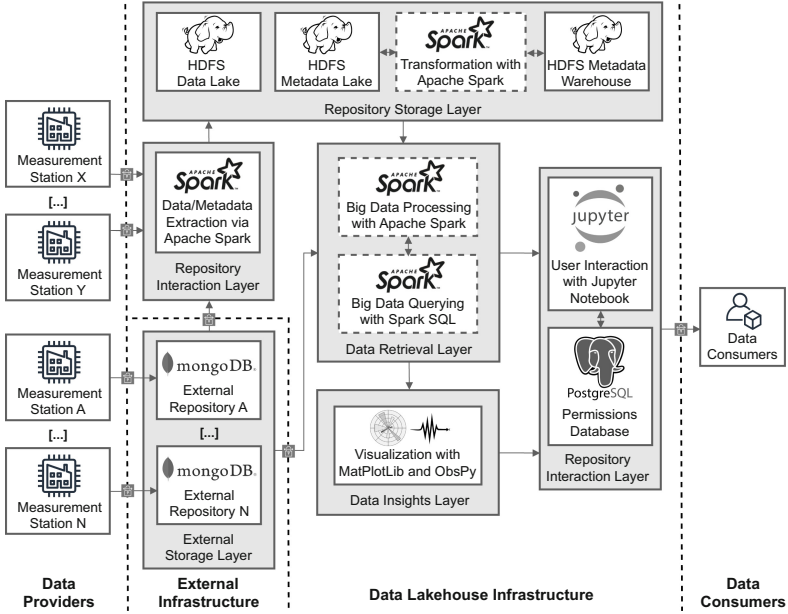 HDFS
Data Lake
HDFS
Metadata Lake
APACHE
Spark
Transformation with
Apache Spark
HDFS Metadata
Warehouse
Repository Storage Layer
Measurement
Station X
[...]
Measurement
Station Y
APACHE
Spark
Data/Metadata
Extraction via
Apache Spark
Repository
Interaction Layer
APACHE
Spark
Big Data Processing
with Apache Spark
APACHE
Spark
Big Data Querying
with Spark SQL
Data Retrieval Layer
jupyter
User Interaction
with Jupyter
Notebook
PostgreSQL
Permissions
Database
Repository
Interaction Layer
Data
Consumers
Measurement
Station A
[...]
Measurement
Station N
mongoDB
External
Repository A
[...]
mongoDB
External
Repository N
External
Storage Layer
Visualization with
MatPlotLib and ObsPy
Data Insights Layer
Data
Providers
External
Infrastructure
Data Lakehouse Infrastructure
Data
Consumers